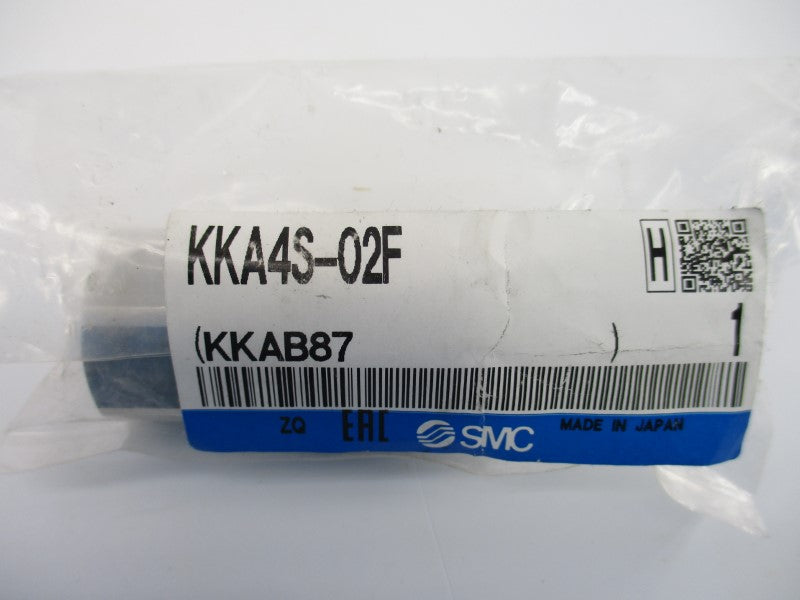 KKA4S-02F H
(KKAB87 ) 1
ZQ EAC SMC MADE IN JAPAN